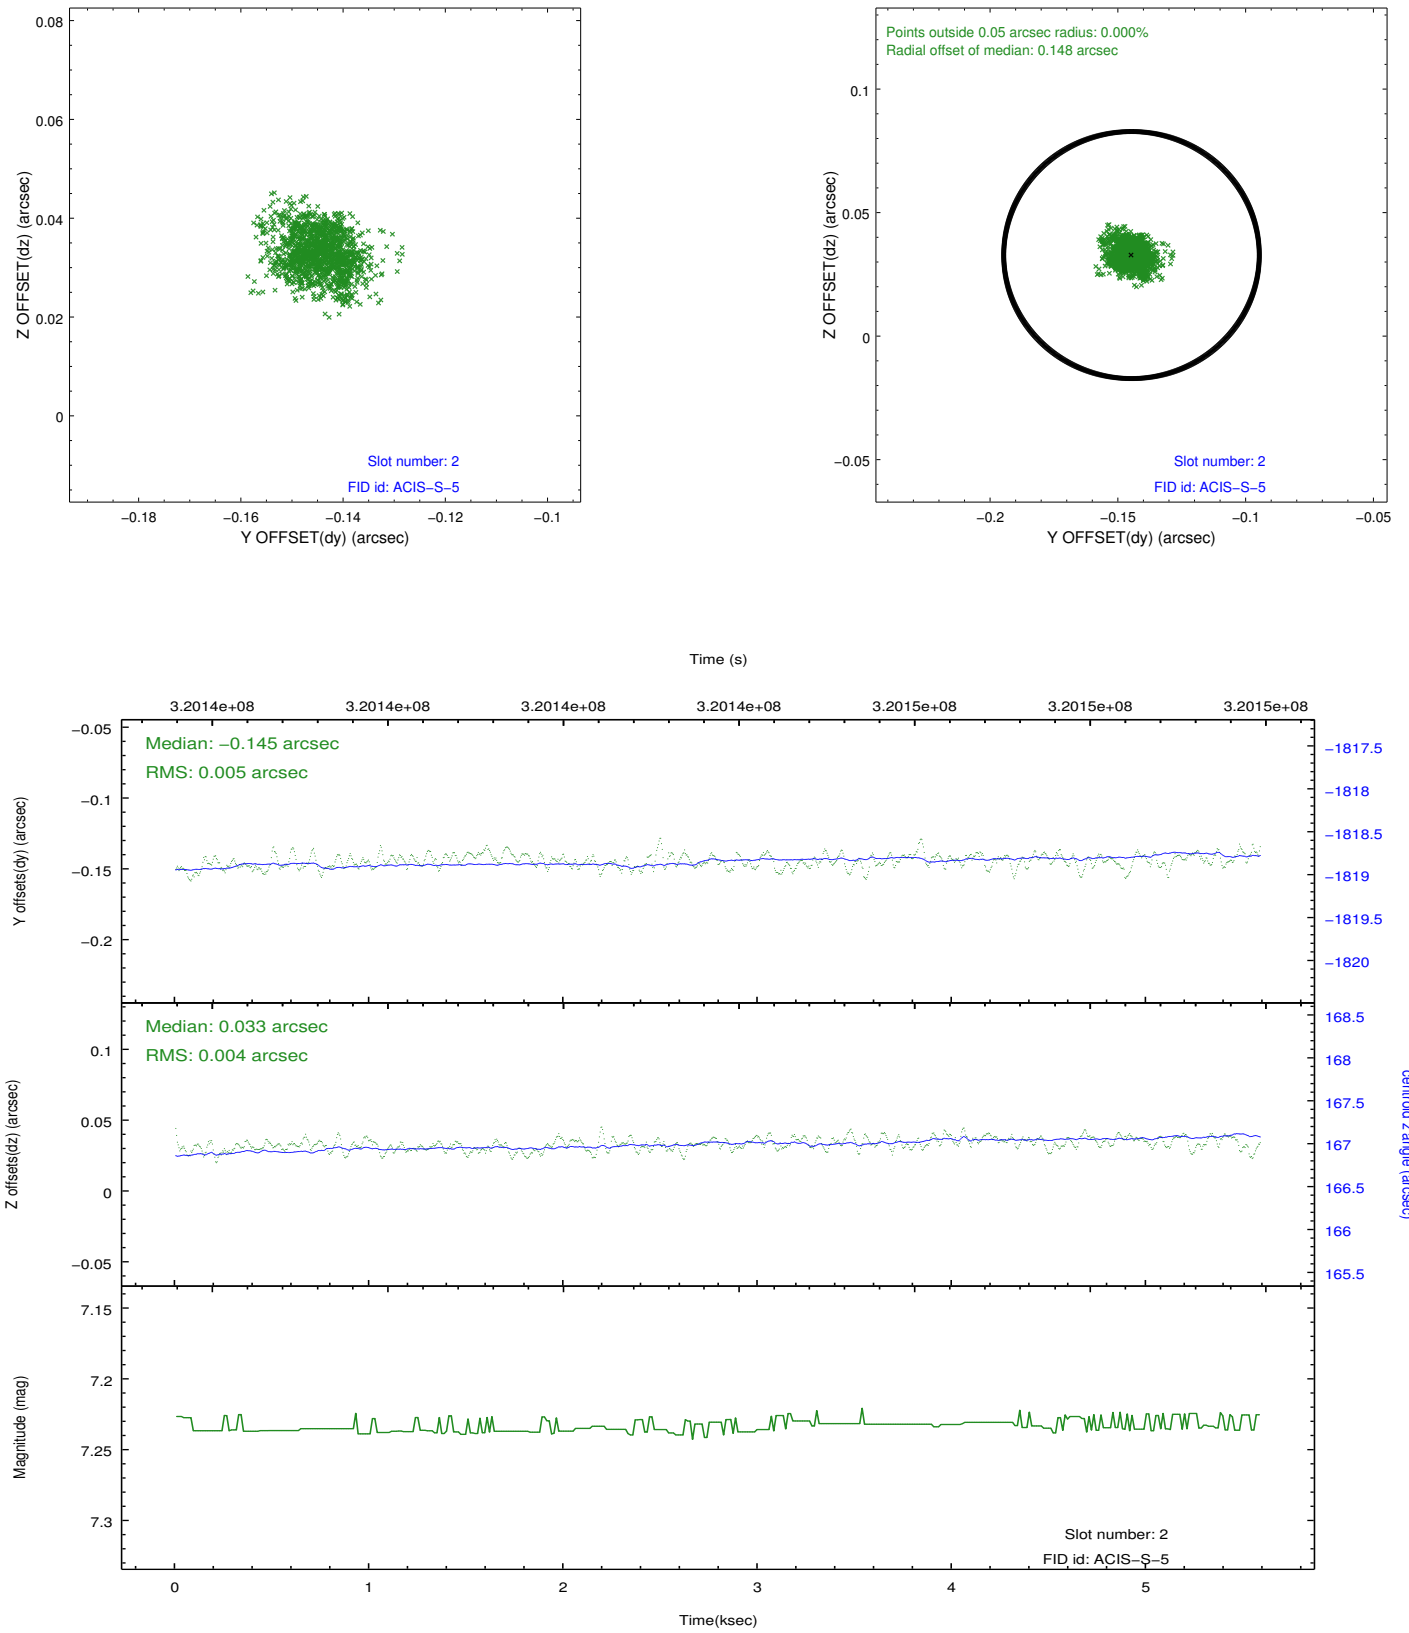 0.08
0.06
0.04
0.02
0
Z OFFSET(dz) (arcsec)
Slot number: 2
FID id: ACIS−S−5
−0.18
−0.16
−0.14
−0.12
−0.1
Y OFFSET(dy) (arcsec)
Points outside 0.05 arcsec radius: 0.000%
Radial offset of median: 0.148 arcsec
0.1
0.05
0
−0.05
Z OFFSET(dz) (arcsec)
Slot number: 2
FID id: ACIS−S−5
−0.2
−0.15
−0.1
−0.05
Y OFFSET(dy) (arcsec)
Time (s)
3.2014e+08
3.2014e+08
3.2014e+08
3.2014e+08
3.2015e+08
3.2015e+08
3.2015e+08
Median: −0.145 arcsec
RMS: 0.005 arcsec
−0.05
−0.1
−0.15
−0.2
Y offsets(dy) (arcsec)
−1817.5
−1818
−1818.5
−1819
−1819.5
−1820
Median: 0.033 arcsec
RMS: 0.004 arcsec
0.1
0.05
0
−0.05
Z offsets(dz) (arcsec)
168.5
168
167.5
167
166.5
166
165.5
centroid z angle (arcsec)
7.15
7.2
7.25
7.3
Magnitude (mag)
Slot number: 2
FID id: ACIS−S−5
0
1
2
3
4
5
Time(ksec)